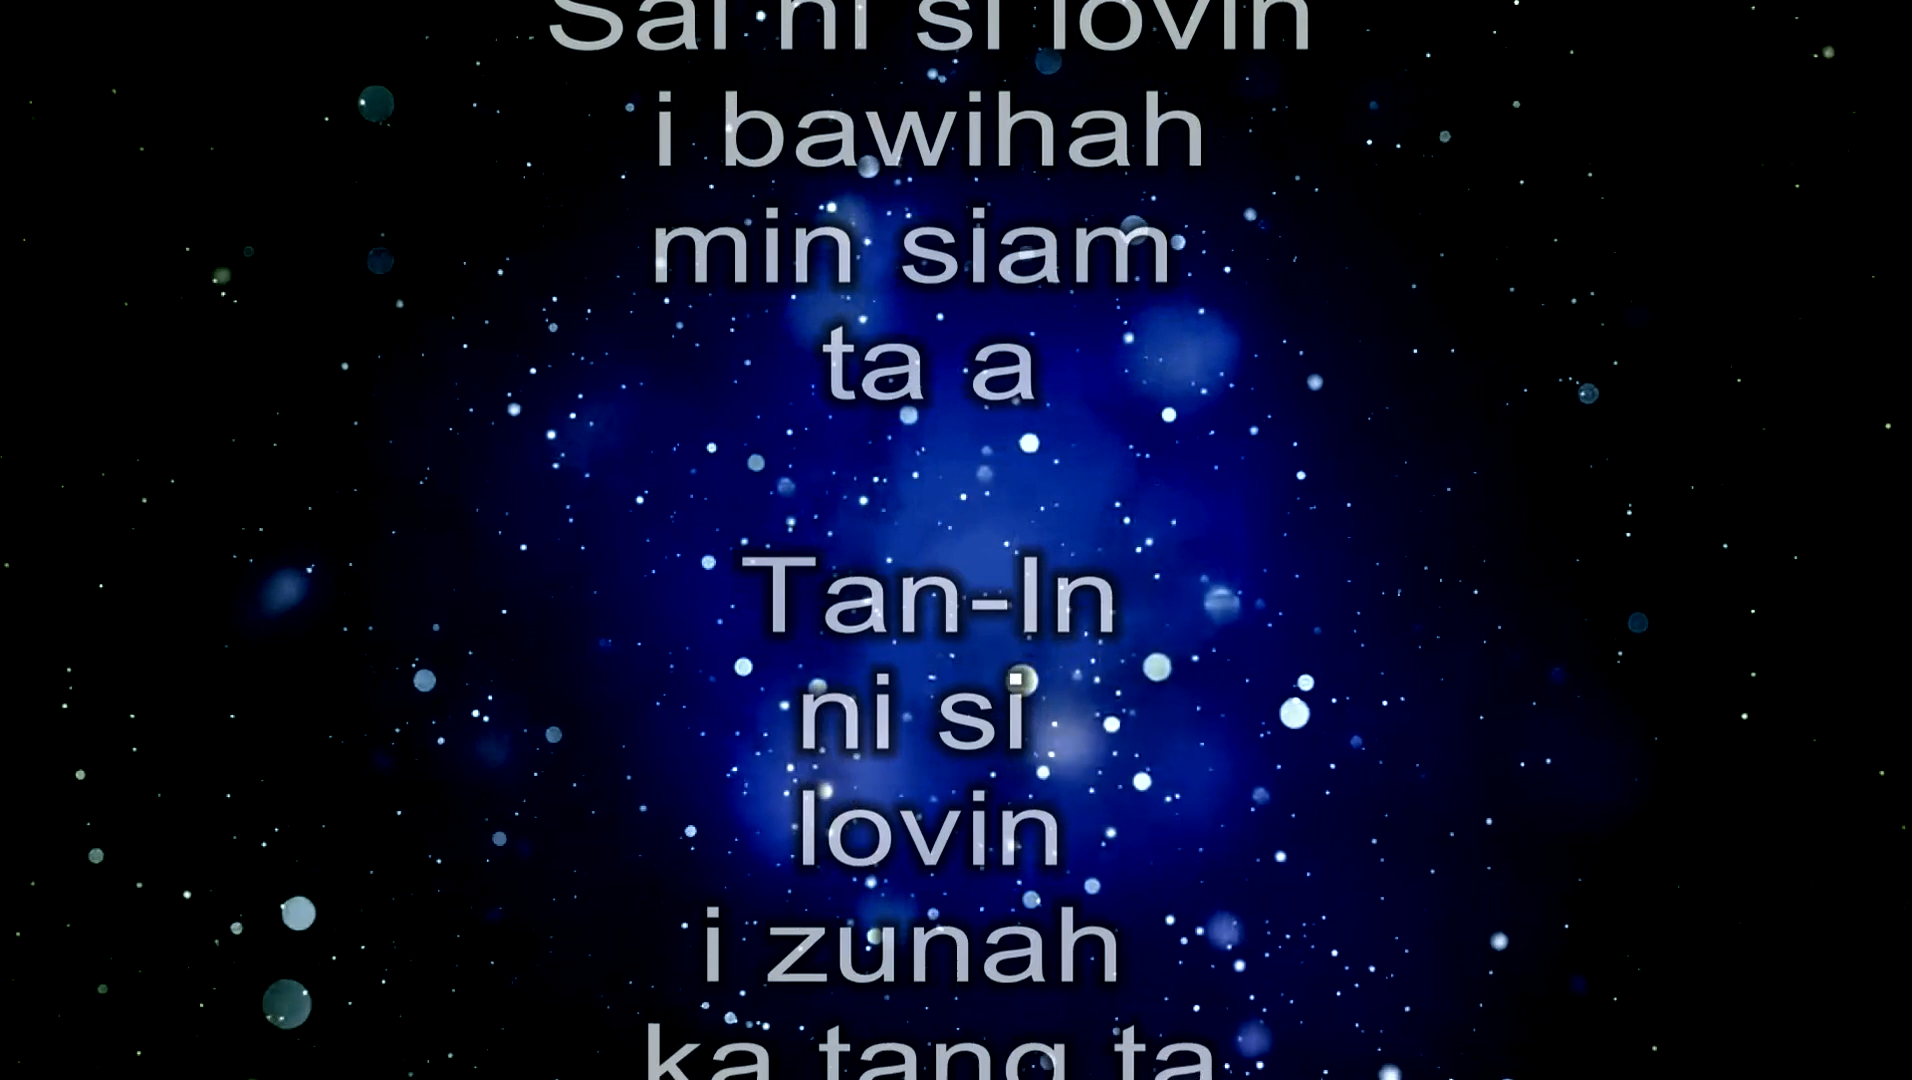 Sai ni si lovin
i bawihah
min siam
ta a
Tan-In
ni si
lovin
i zunah
ka tang ta